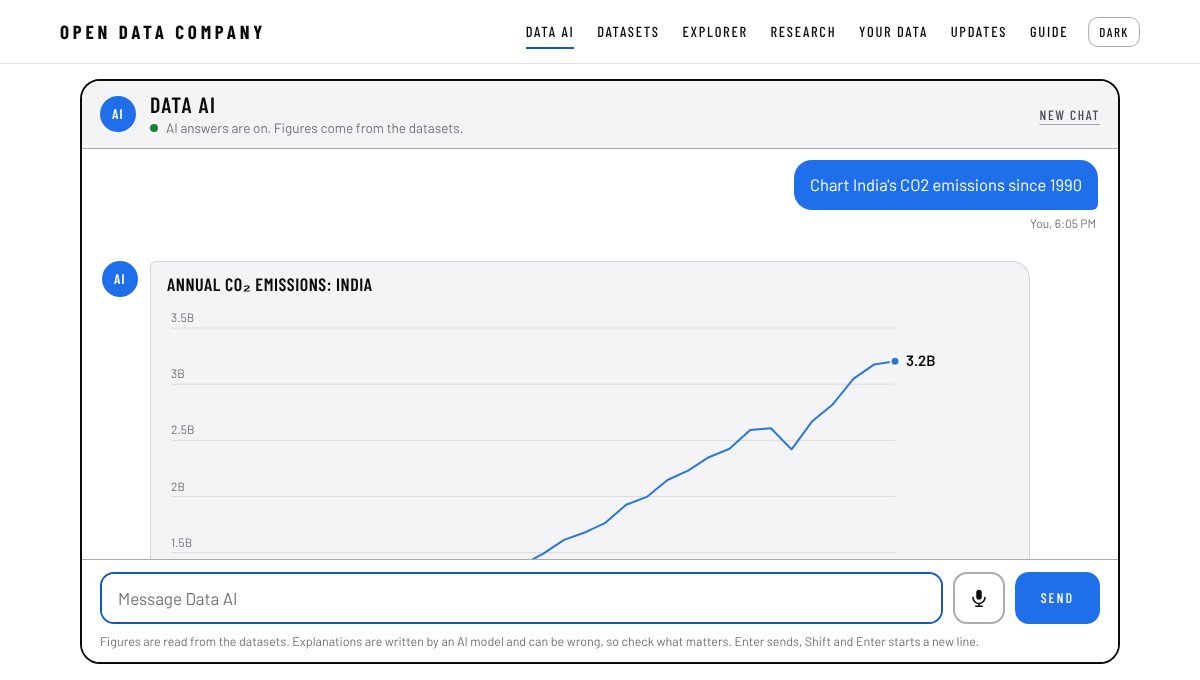 OPEN DATA COMPANY
DATA AI DATASETS EXPLORER RESEARCH YOUR DATA UPDATES GUIDE DARK
AI DATA AI
AI answers are on. Figures come from the datasets.
NEW CHAT
Chart India's CO2 emissions since 1990
You, 6:05 PM
AI
ANNUAL CO₂ EMISSIONS: INDIA
3.5B
3.2B
3B
2.5B
2B
1.5B
Message Data AI
SEND
Figures are read from the datasets. Explanations are written by an AI model and can be wrong, so check what matters. Enter sends, Shift and Enter starts a new line.